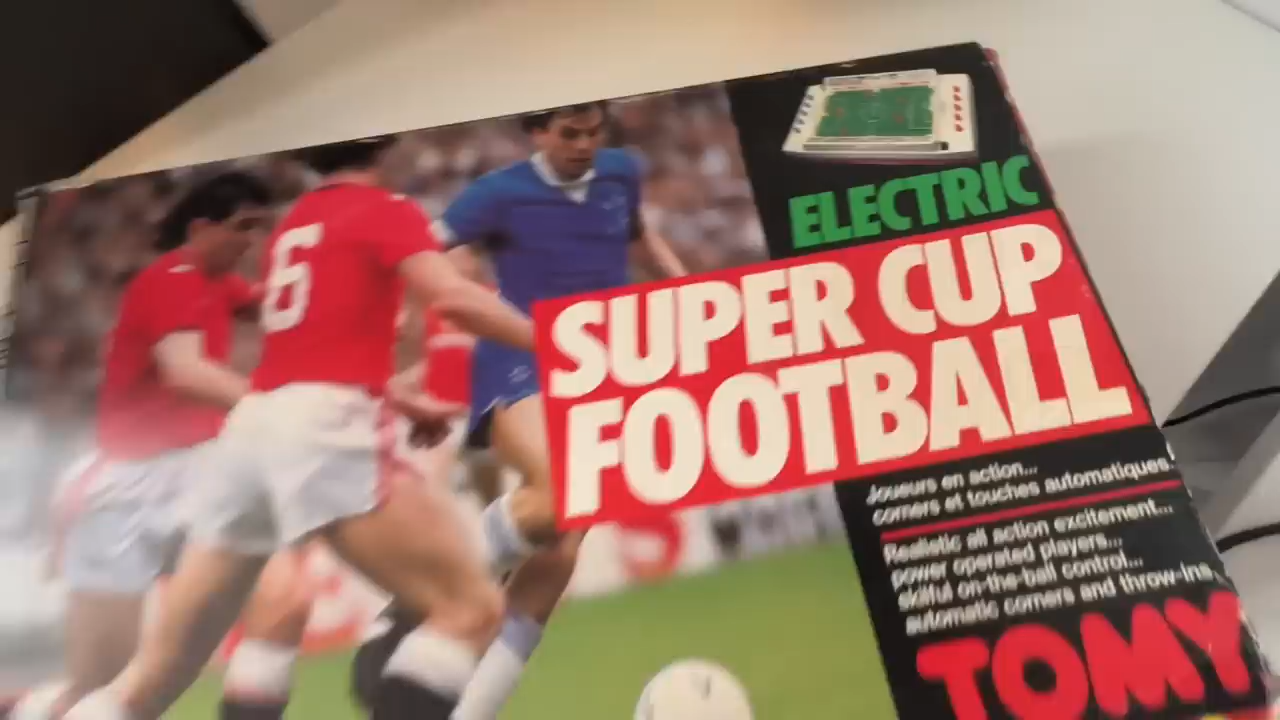 6
ELECTRIC
SUPER CUP
FOOTBALL
Joueurs en action...
corners et touches automatiques.
Realistic all action excitement...
power operated players...
skilful on-the-ball control...
automatic corners and throw-ins
TOMY